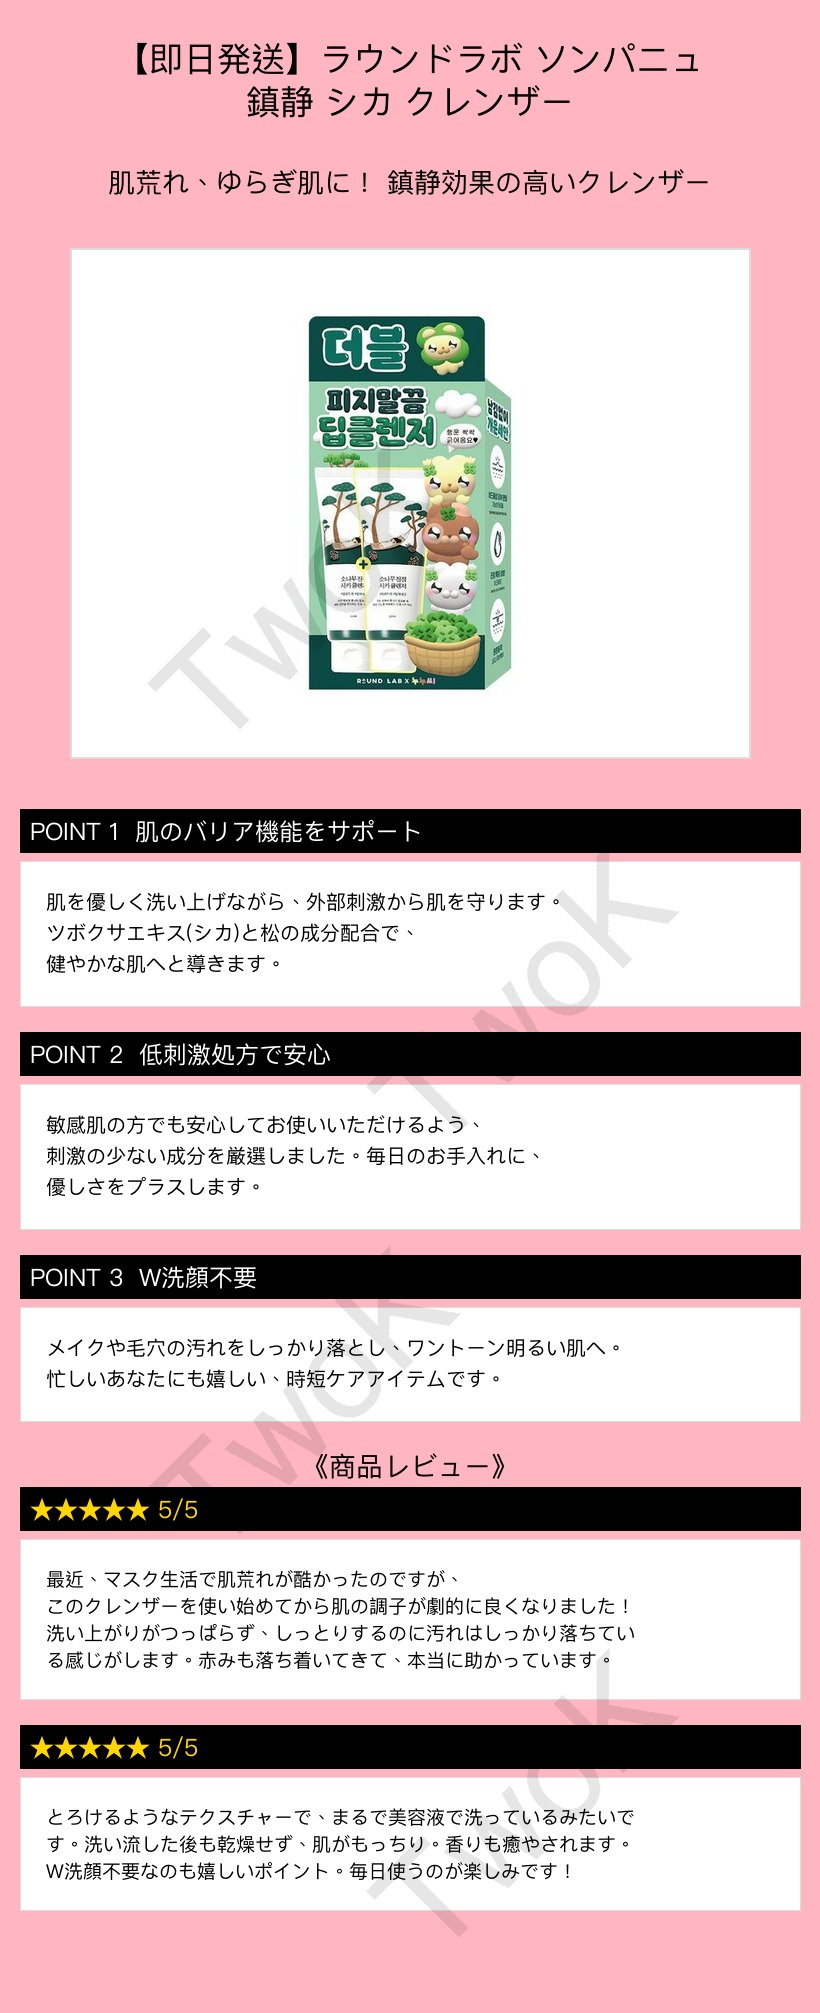 【即日発送】ラウンドラボ ソンパニュ
鎮静 シカ クレンザー
肌荒れ、ゆらぎ肌に！ 鎮静効果の高いクレンザー
더블
피지말끔
딥클렌저
소나무 진정
시카 클렌저
ROUND LAB X
TwoK
POINT 1 肌のバリア機能をサポート
肌を優しく洗い上げながら、外部刺激から肌を守ります。
ツボクサエキス(シカ)と松の成分配合で、
健やかな肌へと導きます。
TwoK
POINT 2 低刺激処方で安心
敏感肌の方でも安心してお使いいただけるよう、
刺激の少ない成分を厳選しました。毎日のお手入れに、
優しさをプラスします。
POINT 3 W洗顔不要
メイクや毛穴の汚れをしっかり落とし、ワントーン明るい肌へ。
忙しいあなたにも嬉しい、時短ケアアイテムです。
TwoK
《商品レビュー》
★★★★★ 5/5
最近、マスク生活で肌荒れが酷かったのですが、
このクレンザーを使い始めてから肌の調子が劇的に良くなりました！
洗い上がりがつっぱらず、しっとりするのに汚れはしっかり落ちてい
る感じがします。赤みも落ち着いてきて、本当に助かっています。
★★★★★ 5/5
とろけるようなテクスチャーで、まるで美容液で洗っているみたいで
す。洗い流した後も乾燥せず、肌がもっちり。香りも癒やされます。
W洗顔不要なのも嬉しいポイント。毎日使うのが楽しみです！
TwoK